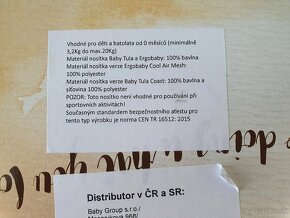 Vhodné pro děti a batolata od 0 měsíců (minimálně
3,2Kg do max.20Kg)
Materiál nosítka Baby Tula a Ergobaby: 100% bavlna
Materiál nosítka verze Ergobaby Cool Air Mesh:
100% polyester
Materiál nosítka verze Baby Tula Coast: 100% bavlna a
síťovina 100% polyester
POZOR: Toto nosítko není vhodné pro používání při
sportovních aktivitách!
Současným standardem bezpečnostního atestu pro
tento typ výrobku je norma CEN TR 16512: 2015
Distributor v ČR a SR:
Baby Group s.r.o./